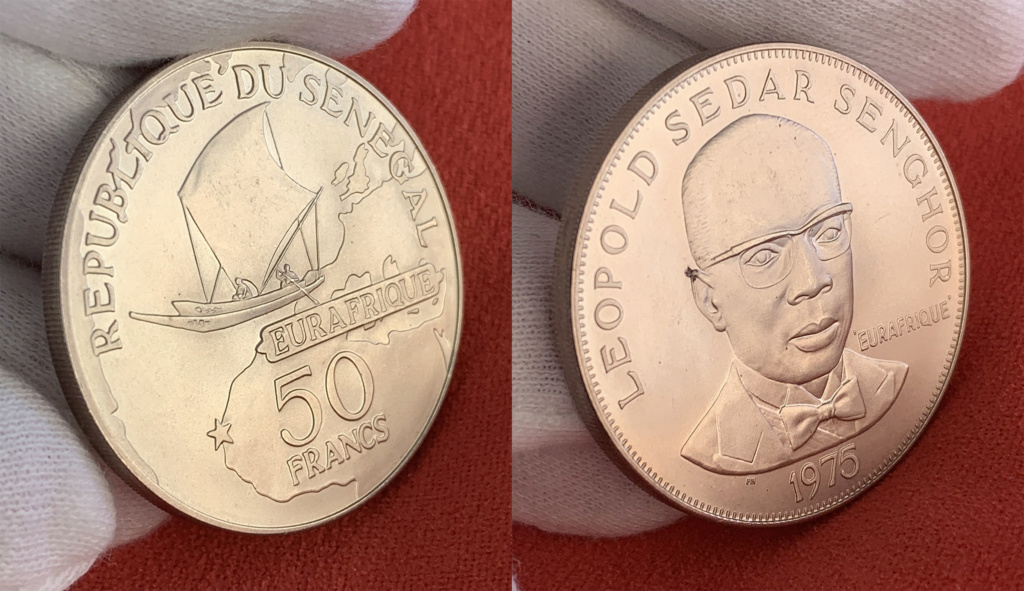 REPUBLIQUE DU SENEGAL
EURAFRIQUE
50
FRANCS
LEOPOLD SEDAR SENGHOR
"EURAFRIQUE"
1975